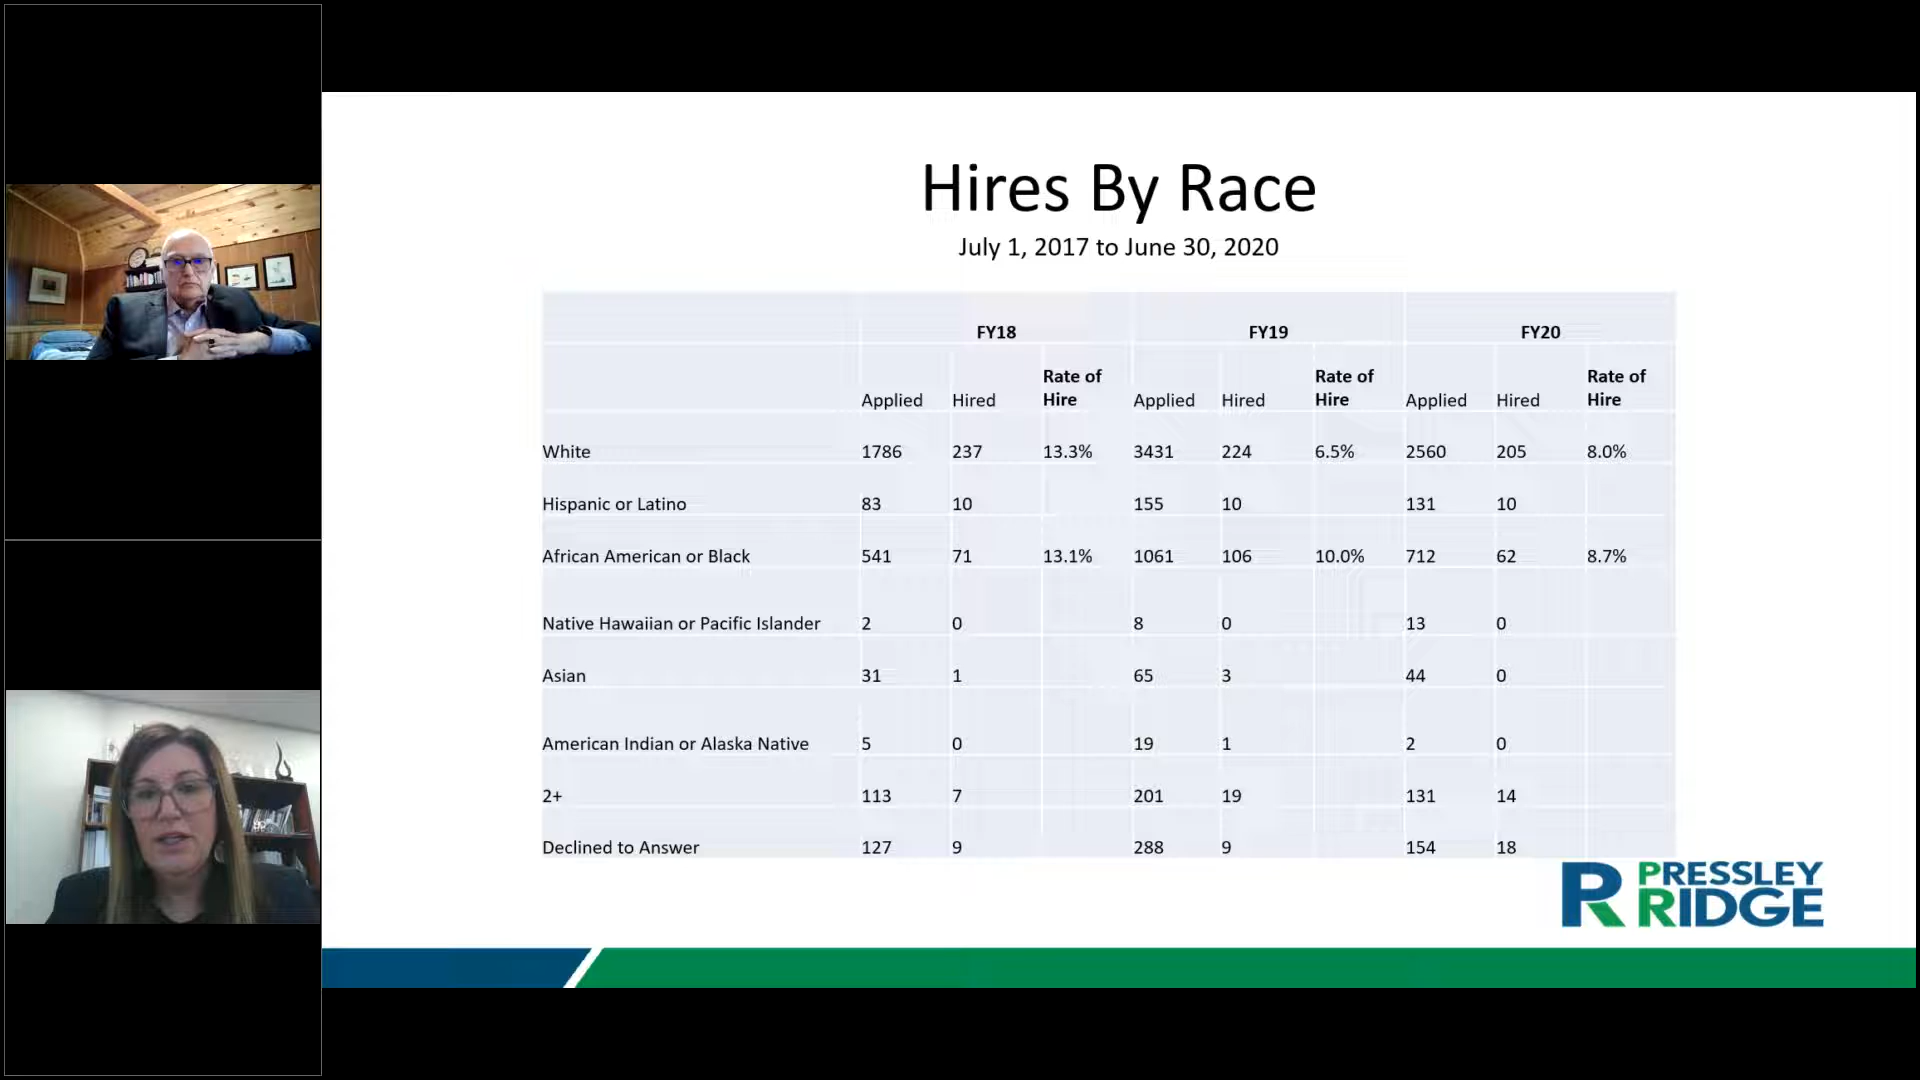 Hires By Race
July 1, 2017 to June 30, 2020
FY18 FY19 FY20
Applied Hired Rate of Hire Applied Hired Rate of Hire Applied Hired Rate of Hire
White 1786 237 13.3% 3431 224 6.5% 2560 205 8.0%
Hispanic or Latino 83 10 155 10 131 10
African American or Black 541 71 13.1% 1061 106 10.0% 712 62 8.7%
Native Hawaiian or Pacific Islander 2 0 8 0 13 0
Asian 31 1 65 3 44 0
American Indian or Alaska Native 5 0 19 1 2 0
2+ 113 7 201 19 131 14
Declined to Answer 127 9 288 9 154 18
PRESSLEY
RIDGE